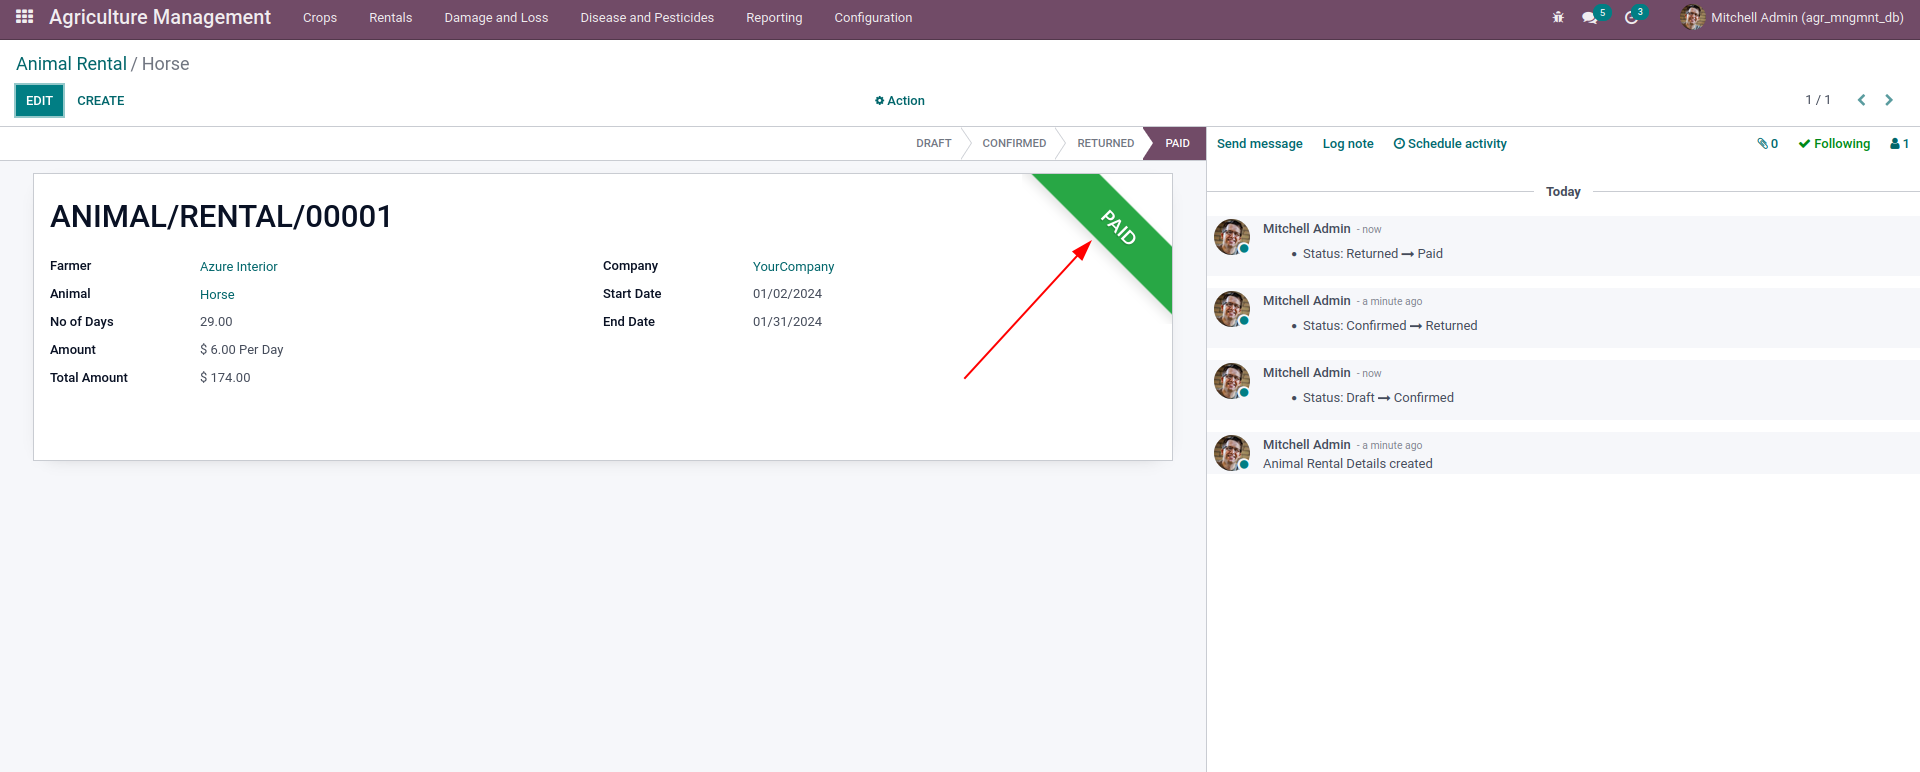 Agriculture Management Crops Rentals Damage and Loss Disease and Pesticides Reporting Configuration 5 3 Mitchell Admin (agr_mngmnt_db)
Animal Rental / Horse
EDIT CREATE Action 1 / 1
DRAFT CONFIRMED RETURNED PAID
ANIMAL/RENTAL/00001
PAID
Farmer Azure Interior
Animal Horse
No of Days 29.00
Amount $ 6.00 Per Day
Total Amount $ 174.00
Company YourCompany
Start Date 01/02/2024
End Date 01/31/2024
Send message Log note Schedule activity 0 Following 1
Today
Mitchell Admin - now
• Status: Returned → Paid
Mitchell Admin - a minute ago
• Status: Confirmed → Returned
Mitchell Admin - now
• Status: Draft → Confirmed
Mitchell Admin - a minute ago
Animal Rental Details created